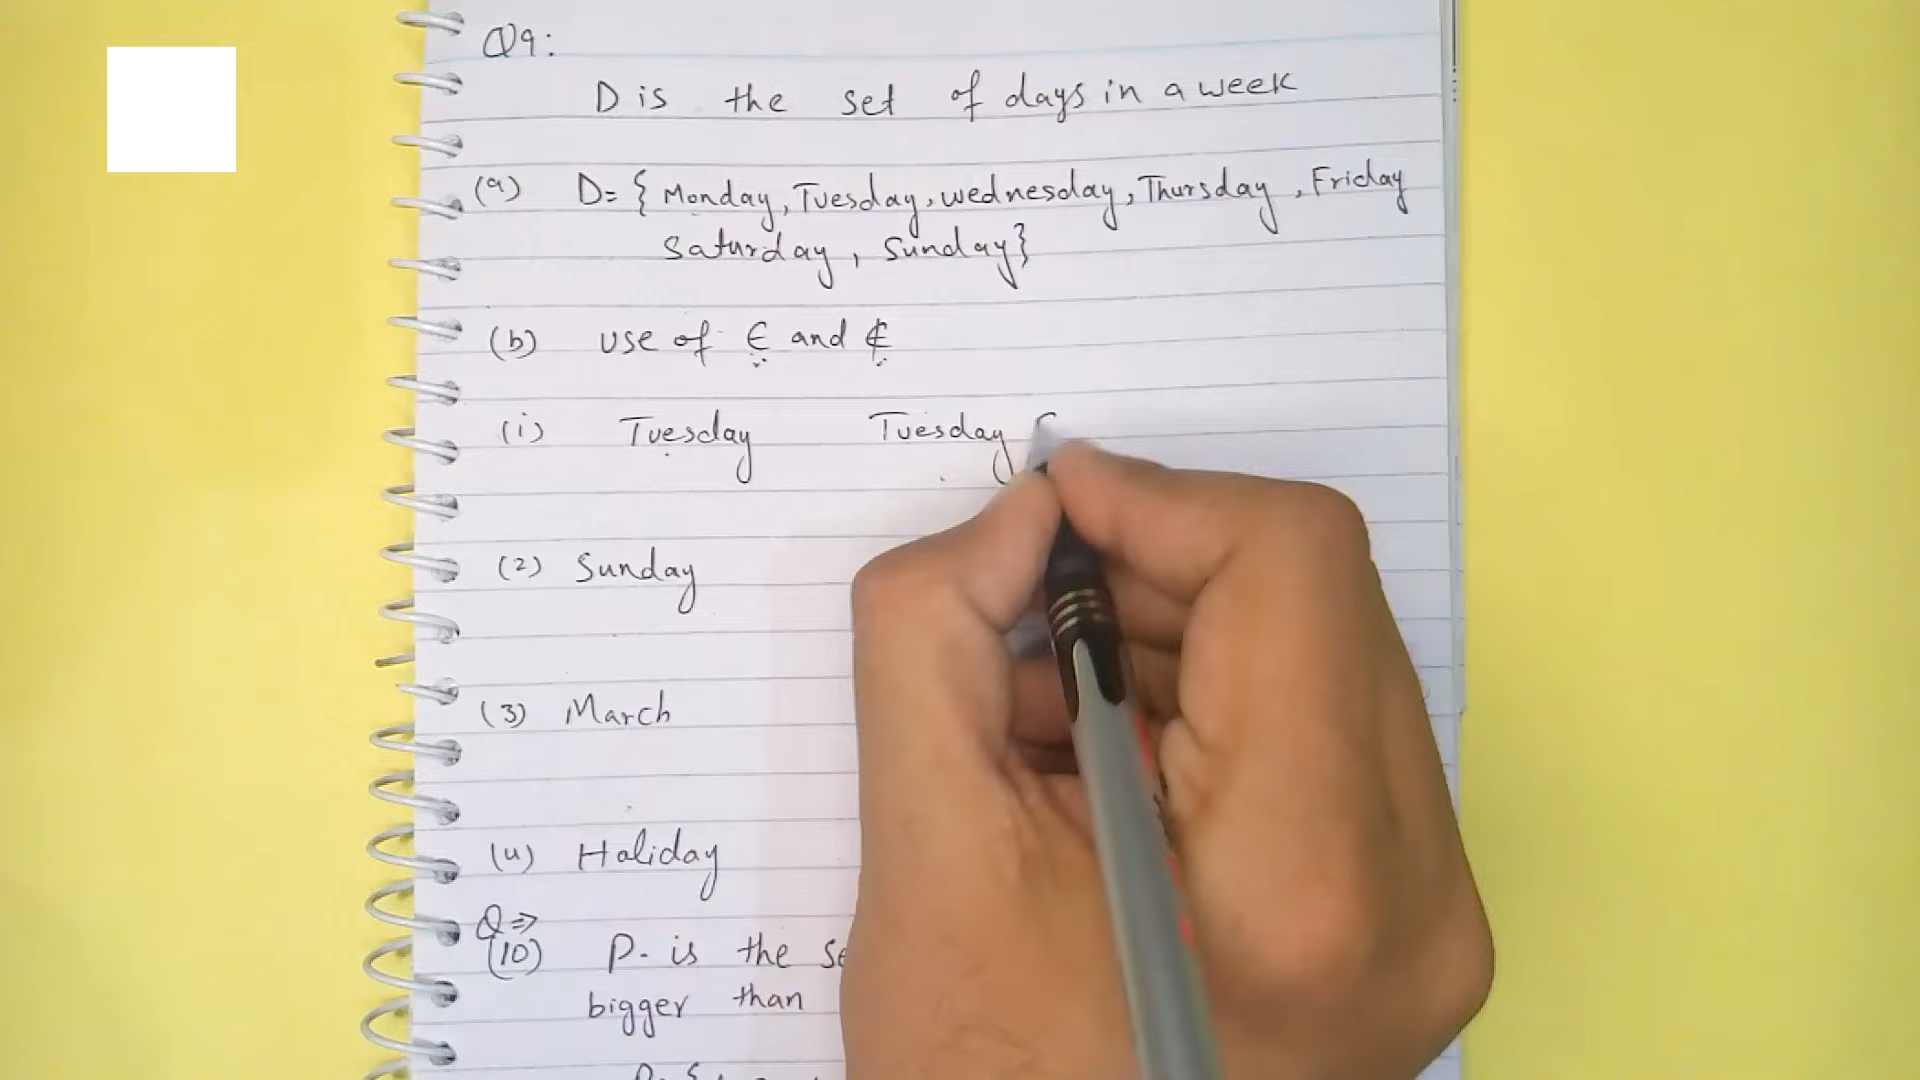 Q9:
D is the set of days in a week
(a) D= { Monday, Tuesday, wednesday, Thursday, Friday
Saturday, Sunday}
(b) use of ∈ and ∉
(i) Tuesday Tuesday
(2) Sunday
(3) March
(4) Haliday
Q⇒
(10) P- is the
bigger than